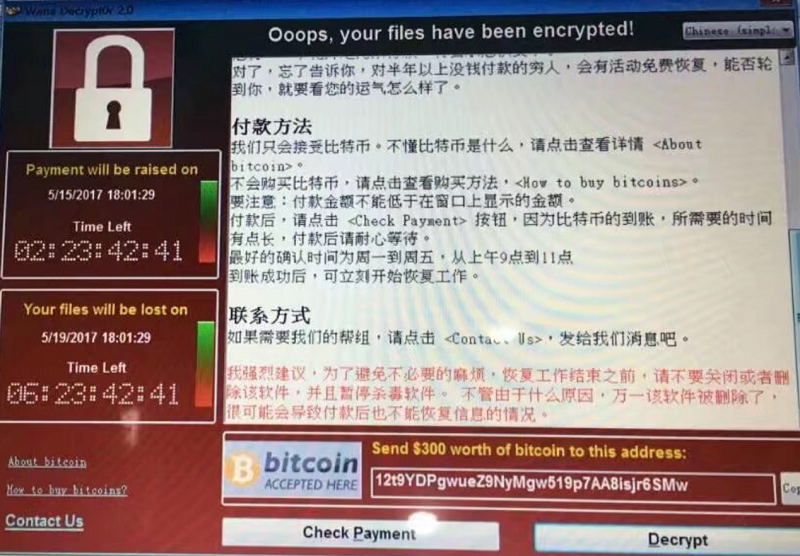 Wana Decrypt0r 2.0
Ooops, your files have been encrypted!
Chinese (simpl
Payment will be raised on
5/15/2017 18:01:29
Time Left
02:23:42:41
Your files will be lost on
5/19/2017 18:01:29
Time Left
06:23:42:41
About bitcoin
How to buy bitcoins?
Contact Us
对了，忘了告诉你，对半年以上没钱付款的穷人，会有活动免费恢复，能否轮
到你，就要看您的运气怎么样了。
付款方法
我们只会接受比特币。不懂比特币是什么，请点击查看详情 <About
bitcoin>。
不会购买比特币，请点击查看购买方法，<How to buy bitcoins>。
要注意：付款金额不能低于在窗口上显示的金额。
付款后，请点击 <Check Payment> 按钮，因为比特币的到账，所需要的时间
有点长，付款后请耐心等待。
最好的确认时间为周一到周五，从上午9点到11点
到账成功后，可立刻开始恢复工作。
联系方式
如果需要我们的帮组，请点击 <Contact Us>，发给我们消息吧。
我强烈建议，为了避免不必要的麻烦，恢复工作结束之前，请不要关闭或者删
除该软件，并且暂停杀毒软件。 不管由于什么原因，万一该软件被删除了，
很可能会导致付款后也不能恢复信息的情况。
bitcoin
ACCEPTED HERE
Send $300 worth of bitcoin to this address:
12t9YDPgwueZ9NyMgw519p7AA8isjr6SMw
Cop
Check Payment
Decrypt